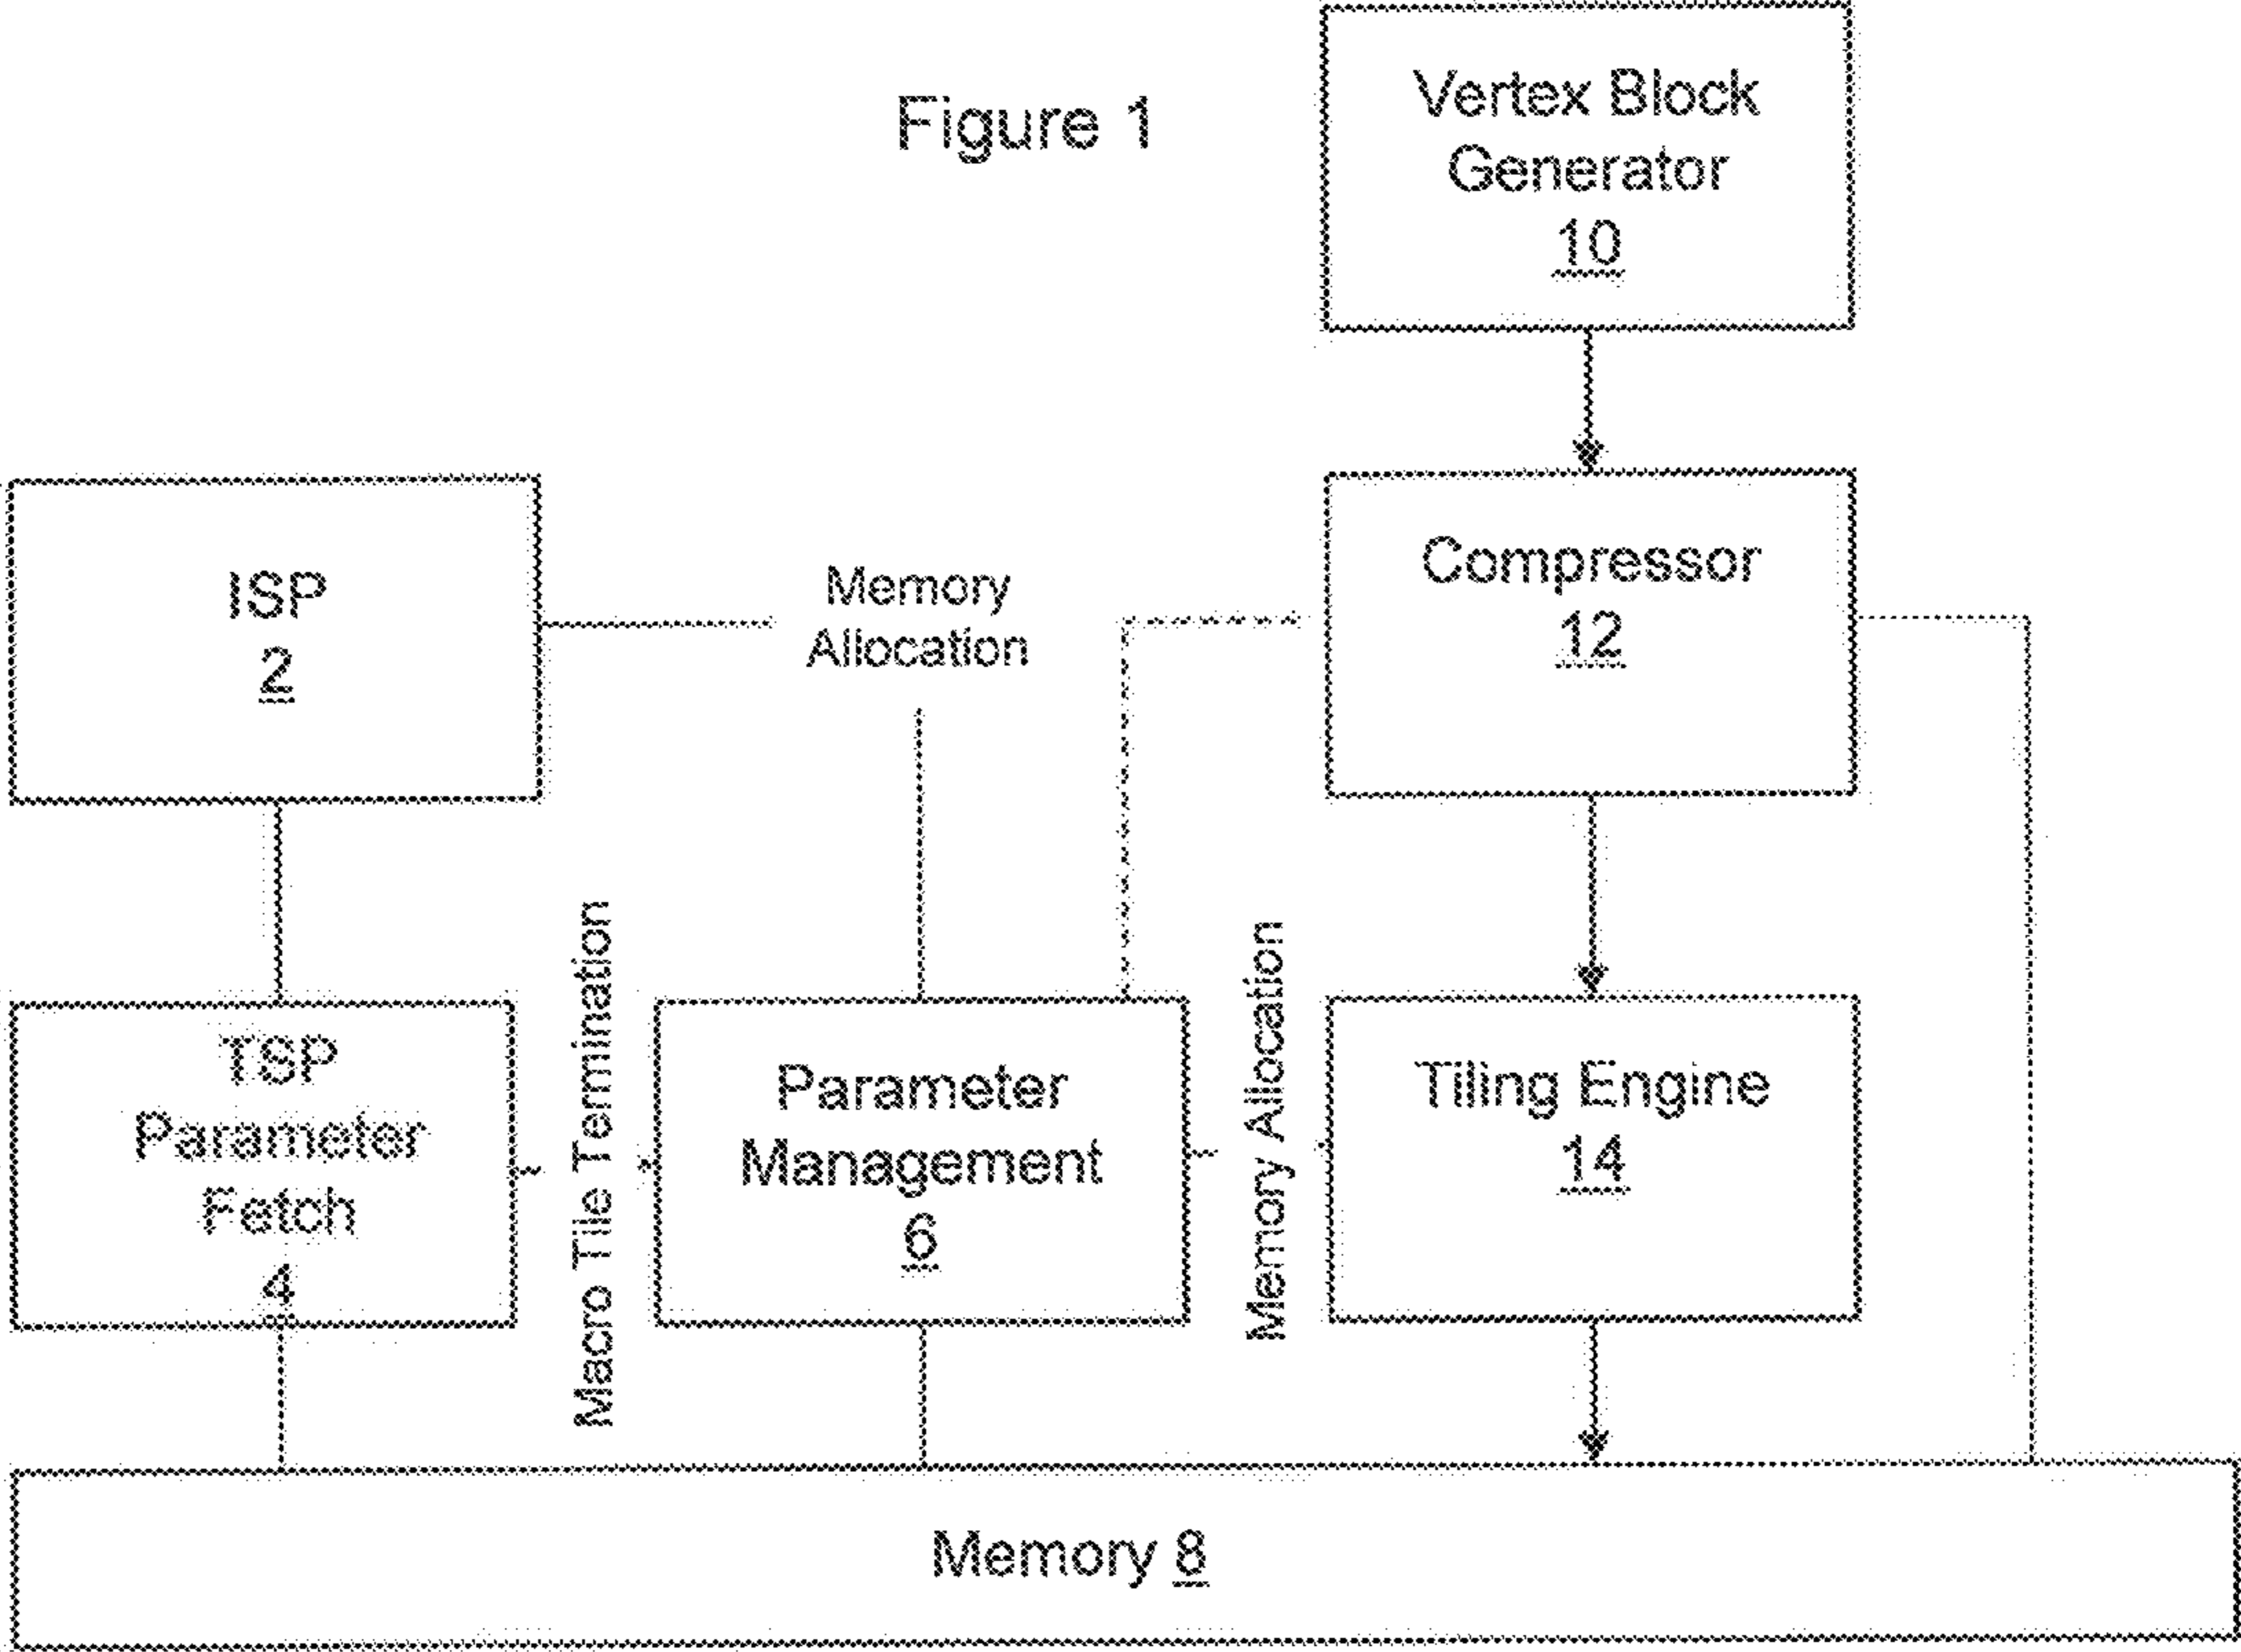 Figure 1
Vertex Block
Generator
10
ISP
2
Memory
Allocation
Compressor
12
TSP
Parameter
Fetch
4
Macro Tile Termination
Parameter
Management
6
Memory Allocation
Tiling Engine
14
Memory 8